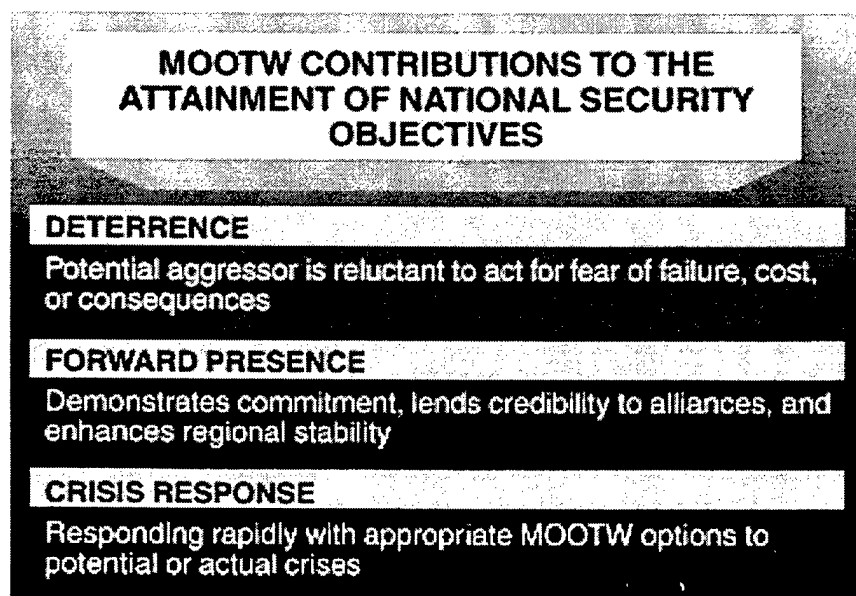 MOOTW CONTRIBUTIONS TO THE
ATTAINMENT OF NATIONAL SECURITY
OBJECTIVES
DETERRENCE
Potential aggressor is reluctant to act for fear of failure, cost,
or consequences
FORWARD PRESENCE
Demonstrates commitment, lends credibility to alliances, and
enhances regional stability
CRISIS RESPONSE
Responding rapidly with appropriate MOOTW options to
potential or actual crises